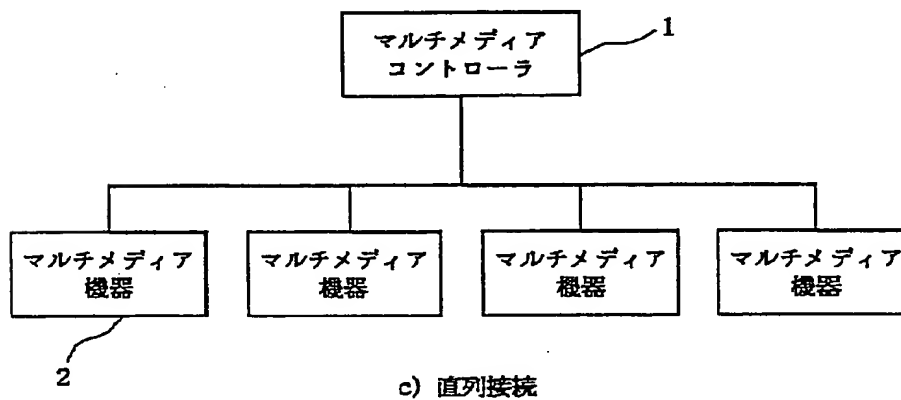 マルチメディア
コントローラ
1
マルチメディア
機器
マルチメディア
機器
マルチメディア
機器
マルチメディア
機器
2
c) 直列接続